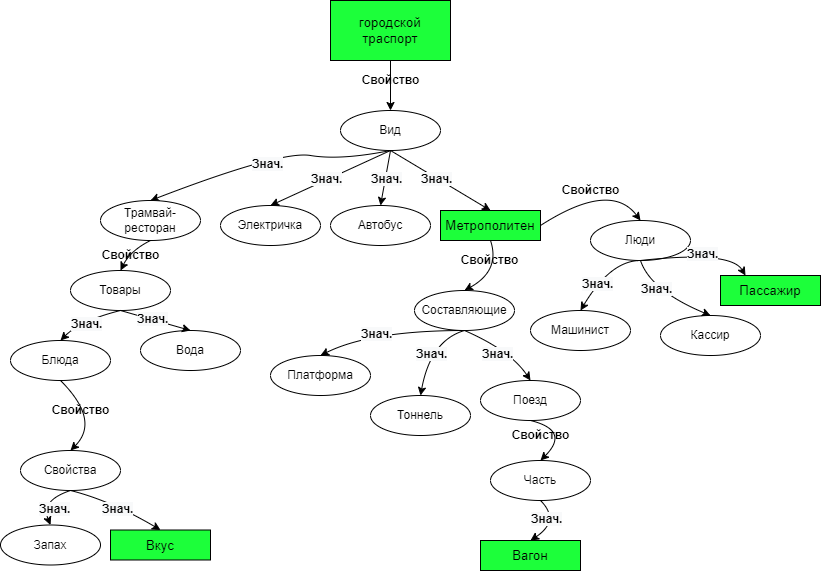 городской
траспорт
Свойство
Вид
Знач.
Знач.
Знач.
Знач.
Свойство
Трамвай-
ресторан
Электричка
Автобус
Метрополитен
Люди
Свойство
Свойство
Знач.
Товары
Составляющие
Знач.
Знач.
Пассажир
Знач.
Знач.
Блюда
Вода
Знач.
Знач.
Знач.
Машинист
Кассир
Платформа
Свойство
Тоннель
Поезд
Свойство
Свойства
Часть
Знач.
Знач.
Знач.
Запах
Вкус
Вагон